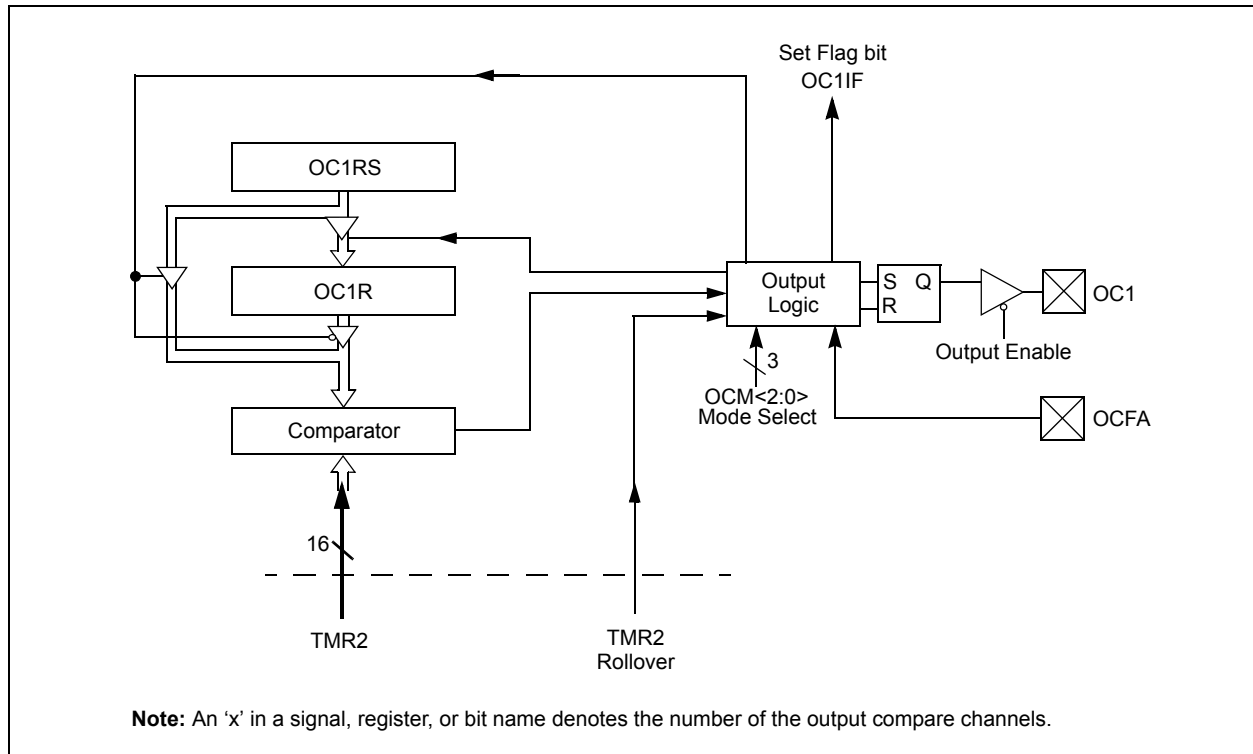 Set Flag bit
OC1IF
OC1RS
OC1R
Output
Logic
S Q
R
OC1
Output Enable
3
OCM<2:0>
Mode Select
OCFA
Comparator
16
TMR2
TMR2
Rollover
Note: An ‘x’ in a signal, register, or bit name denotes the number of the output compare channels.